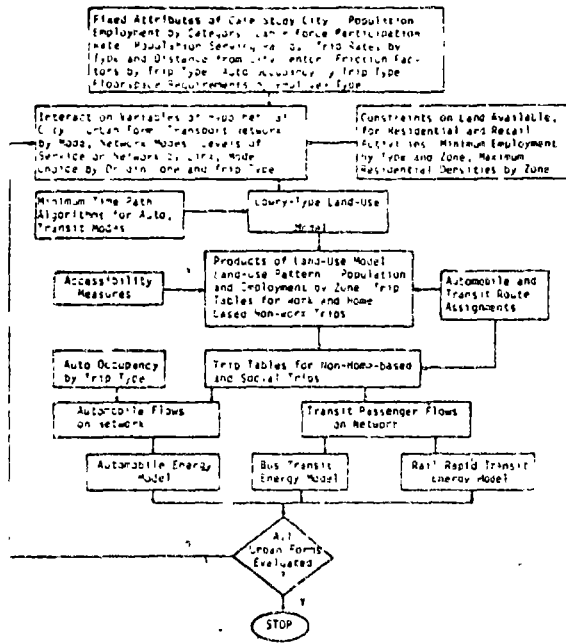 Fixed Attributes of Case Study City Population
Employment by Category Force Participation
Rate Population Serving Trip Rates by
Type and Distance from City Center Friction Fac-
tors by Trip Type Auto Occupancy by Trip Type
Floorspace Requirements Type
Variables of
City Urban Form Transport Network
by Mode, Network Modes Levels of
Service on Network by Link, Mode
Choice by Origin Zone and Trip Type
Constraints on Land Available,
for Residential and Retail
Activities Minimum Employment
by Type and Zone, Maximum
Residential Densities by Zone
Minimum Time Path
Algorithms for Auto,
Transit Modes
Lowry-Type Land-Use
Model
Accessibility
Measures
Products of Land-Use Model
Land-use Pattern Population
and Employment by Zone Trip
Tables for Work and Home
Based Non-work Trips
Automobile and
Transit Route
Assignments
Auto Occupancy
by Trip Type
Trip Tables for Non-Home-based
and Social Trips
Automobile Flows
on Network
Transit Passenger Flows
on Network
Automobile Energy
Model
Bus Transit
Energy Model
Rail Rapid Transit
Energy Model
Urban Forms
Evaluated
?
Y
STOP